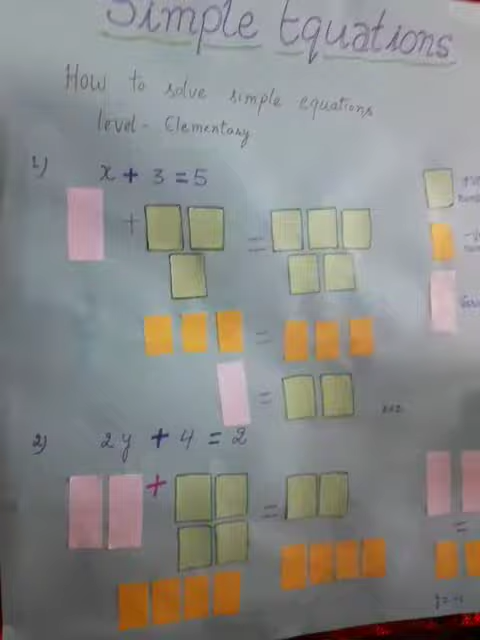 Simple Equations
How to solve simple equations
level - Elementary
1) x + 3 = 5
+ =
=
=
2) 2y + 4 = 2
+ =
=